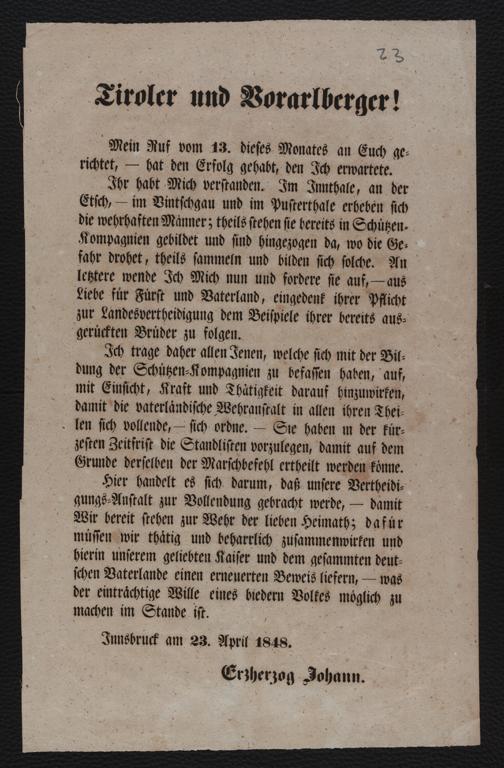 23
Tiroler und Vorarlberger!
Mein Ruf vom 13. dieses Monates an Euch ge-
richtet, — hat den Erfolg gehabt, den Ich erwartete.
Ihr habt Mich verstanden. Im Innthale, an der
Etsch, — im Vintschgau und im Pusterthale erheben sich
die wehrhaften Männer; theils stehen sie bereits in Schützen-
Kompagnien gebildet und sind hingezogen da, wo die Ge-
fahr drohet, theils sammeln und bilden sich solche. An
letztere wende Ich Mich nun und fordere sie auf, — aus
Liebe für Fürst und Vaterland, eingedenk ihrer Pflicht
zur Landesvertheidigung dem Beispiele ihrer bereits aus-
gerückten Brüder zu folgen.
Ich trage daher allen Jenen, welche sich mit der Bil-
dung der Schützen-Kompagnien zu befassen haben, auf,
mit Einsicht, Kraft und Thätigkeit darauf hinzuwirken,
damit die vaterländische Wehranstalt in allen ihren Thei-
len sich vollende, — sich ordne. — Sie haben in der kür-
zesten Zeitfrist die Standlisten vorzulegen, damit auf dem
Grunde derselben der Marschbefehl ertheilt werden könne.
Hier handelt es sich darum, daß unsere Vertheidi-
gungs-Anstalt zur Vollendung gebracht werde, — damit
Wir bereit stehen zur Wehr der lieben Heimath; dafür
müssen wir thätig und beharrlich zusammenwirken und
hierin unserem geliebten Kaiser und dem gesammten deut-
schen Vaterlande einen erneuerten Beweis liefern, — was
der einträchtige Wille eines biedern Volkes möglich zu
machen im Stande ist.
Innsbruck am 23. April 1848.
Erzherzog Johann.